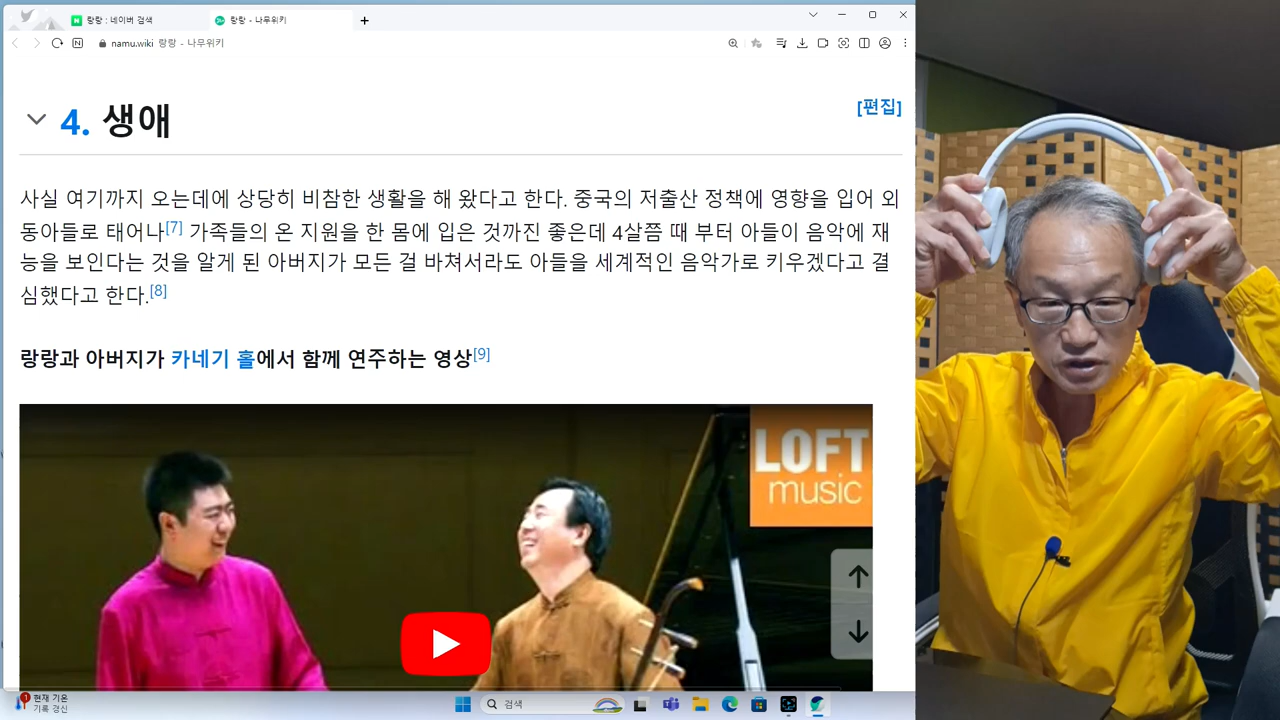 랑랑 : 네이버 검색
랑랑 - 나무위키
namu.wiki 랑랑 - 나무위키
4. 생애
[편집]
사실 여기까지 오는데에 상당히 비참한 생활을 해 왔다고 한다. 중국의 저출산 정책에 영향을 입어 외
동아들로 태어나[7] 가족들의 온 지원을 한 몸에 입은 것까진 좋은데 4살쯤 때 부터 아들이 음악에 재
능을 보인다는 것을 알게 된 아버지가 모든 걸 바쳐서라도 아들을 세계적인 음악가로 키우겠다고 결
심했다고 한다.[8]
랑랑과 아버지가 카네기 홀에서 함께 연주하는 영상[9]
LOFT
music
1
현재 기온
기록 경신
검색